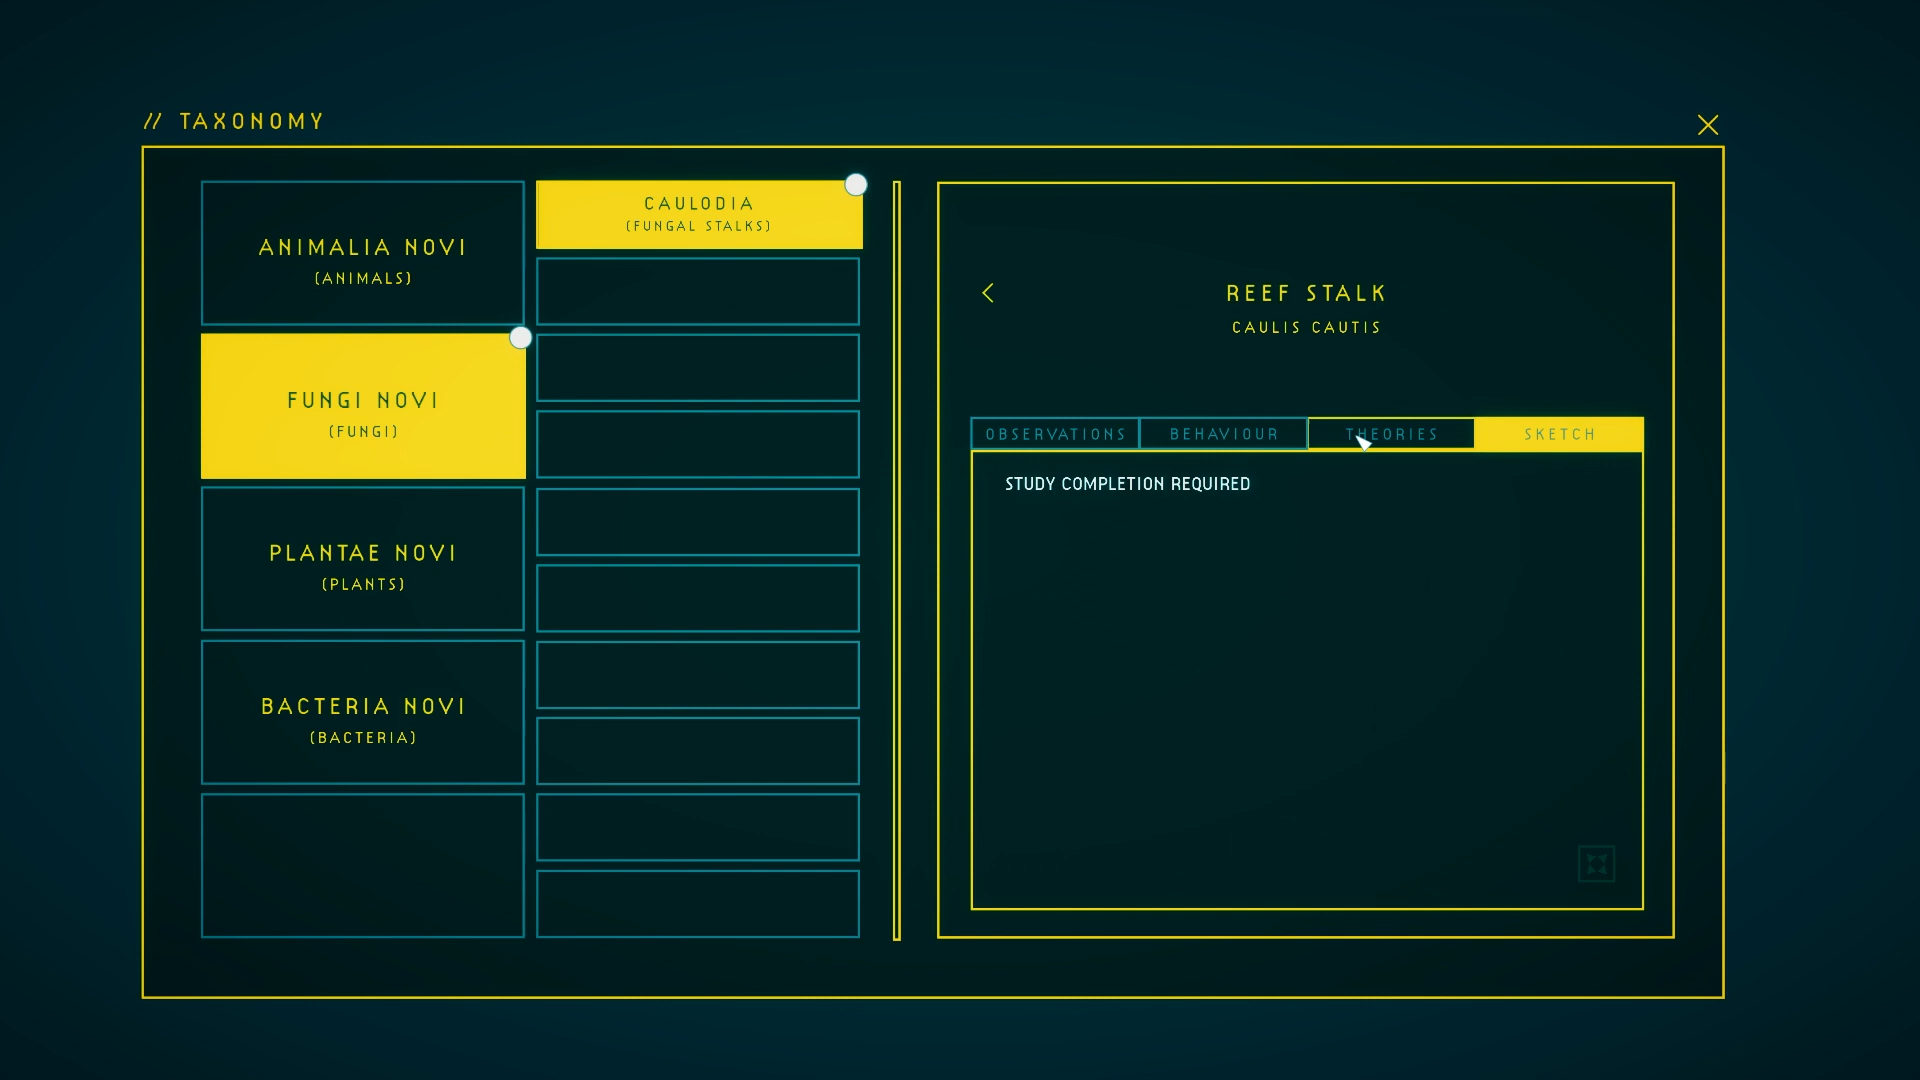 // TAXONOMY
ANIMALIA NOVI
(ANIMALS)
FUNGI NOVI
(FUNGI)
PLANTAE NOVI
(PLANTS)
BACTERIA NOVI
(BACTERIA)
CAULODIA
(FUNGAL STALKS)
REEF STALK
CAULIS CAUTIS
OBSERVATIONS BEHAVIOUR THEORIES SKETCH
STUDY COMPLETION REQUIRED